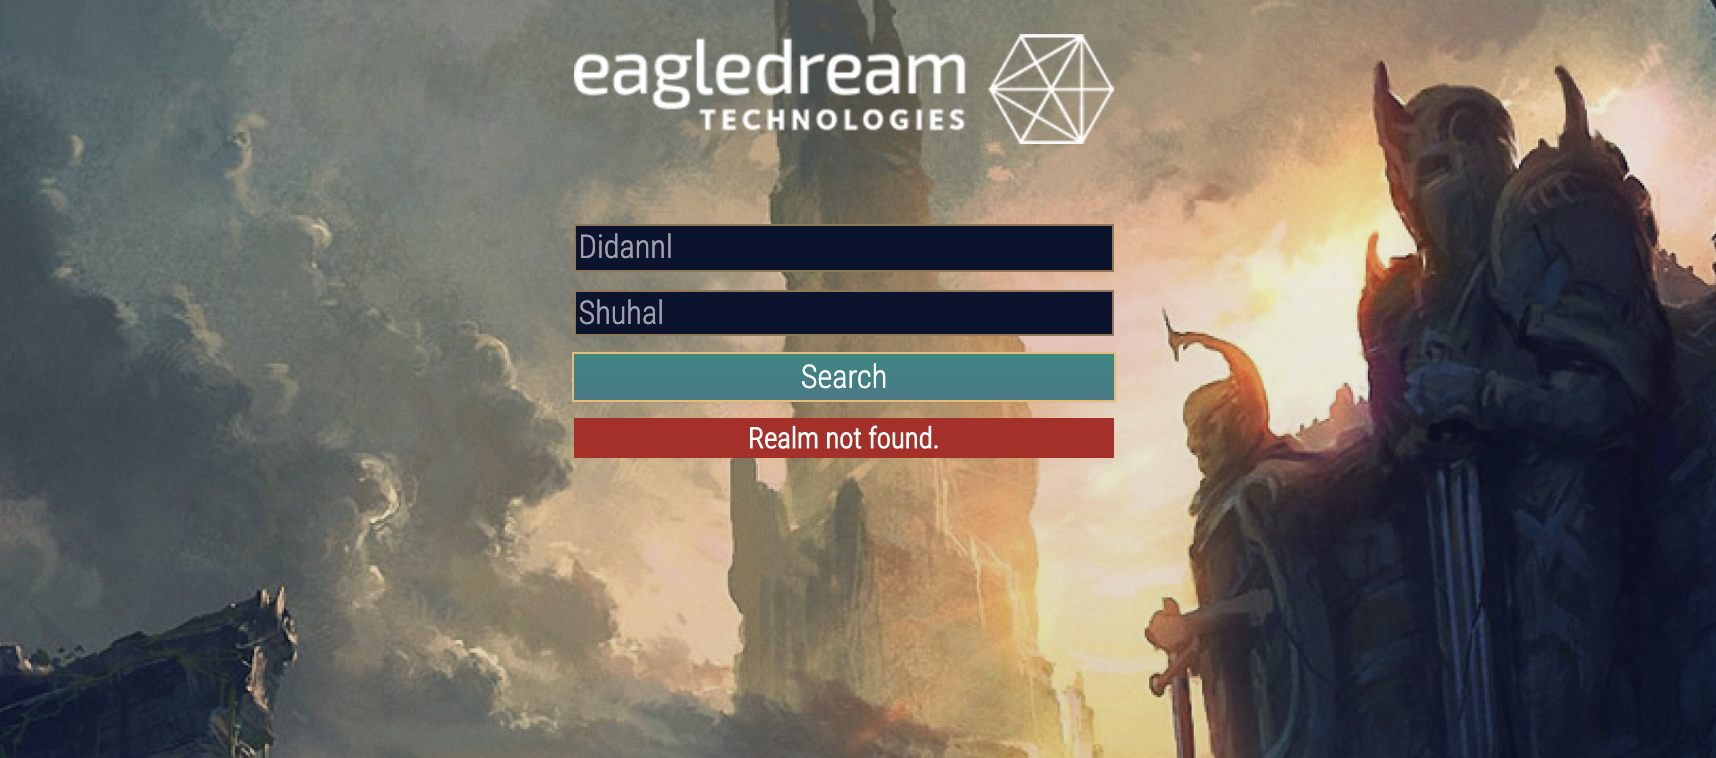 eagledream
TECHNOLOGIES
Didannl
Shuhal
Search
Realm not found.